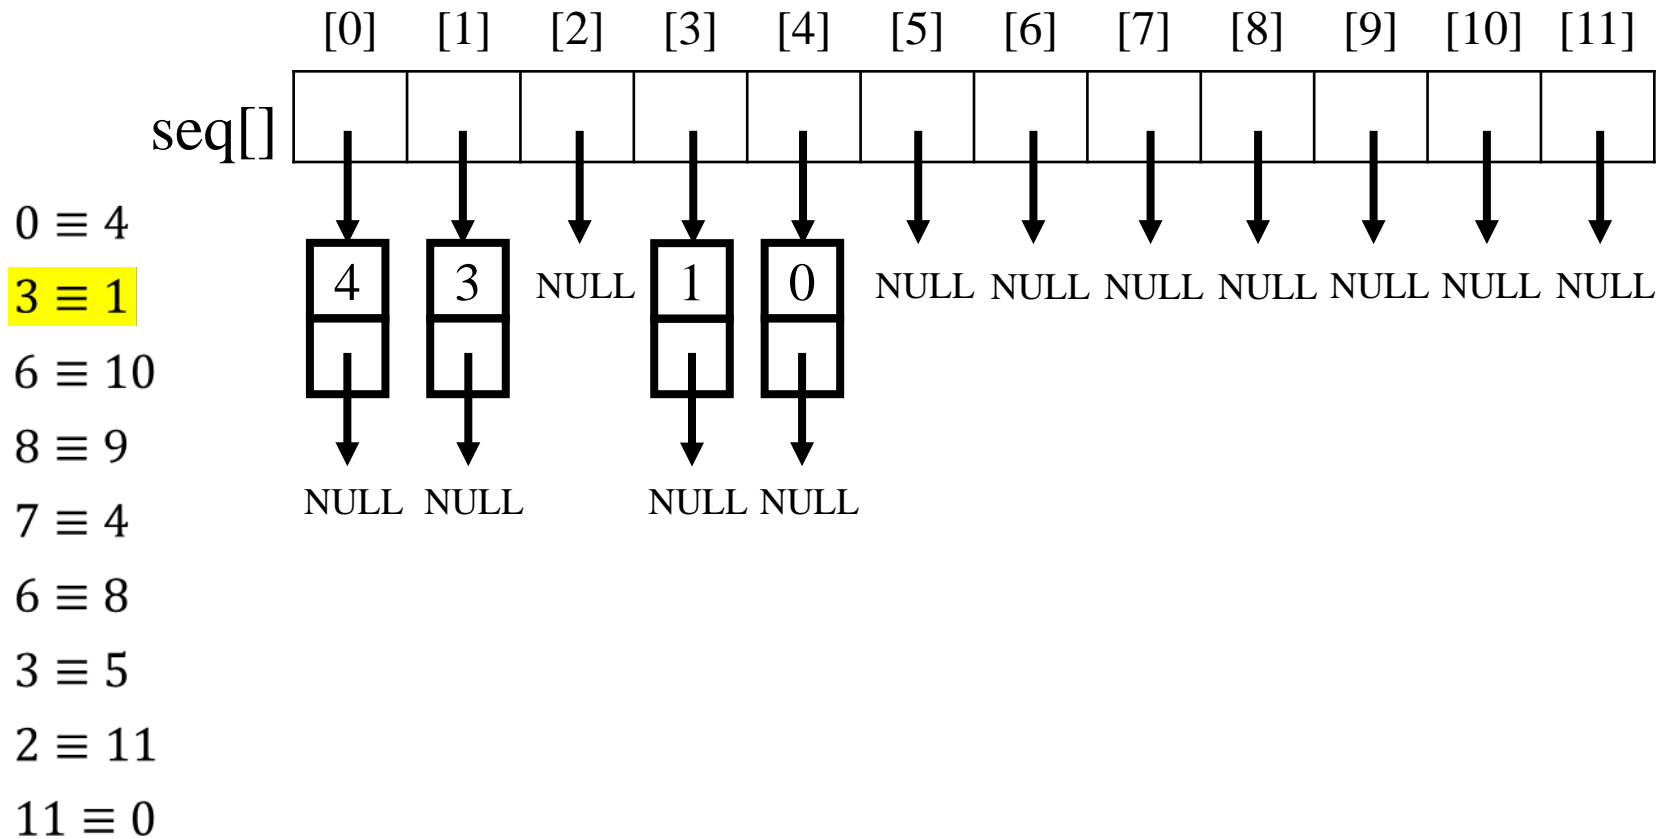 [0] [1] [2] [3] [4] [5] [6] [7] [8] [9] [10] [11]
seq[]
0 ≡ 4
3 ≡ 1
6 ≡ 10
8 ≡ 9
7 ≡ 4
6 ≡ 8
3 ≡ 5
2 ≡ 11
11 ≡ 0
4 3 NULL 1 0 NULL NULL NULL NULL NULL NULL NULL
NULL NULL NULL NULL